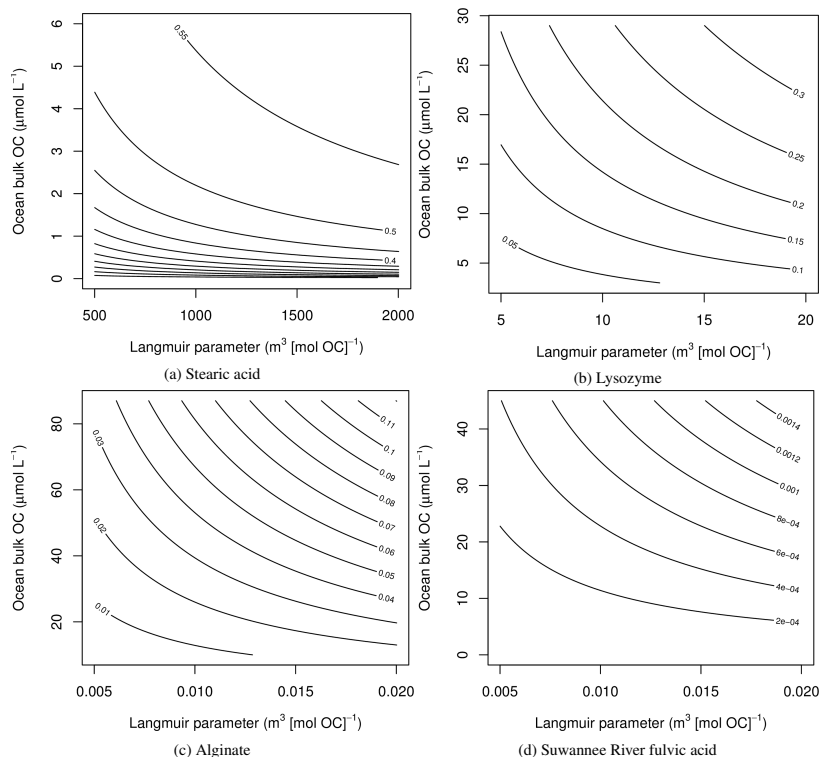 0.55
0.5
0.4
0 1 2 3 4 5 6
500 1000 1500 2000
Ocean bulk OC (μmol L⁻¹)
Langmuir parameter (m³ [mol OC]⁻¹)
(a) Stearic acid
0.05
0.1
0.15
0.2
0.25
0.3
5 10 15 20 25 30
5 10 15 20
Ocean bulk OC (μmol L⁻¹)
Langmuir parameter (m³ [mol OC]⁻¹)
(b) Lysozyme
0.01
0.02
0.03
0.04
0.05
0.06
0.07
0.08
0.09
0.1
0.11
20 40 60 80
0.005 0.010 0.015 0.020
Ocean bulk OC (μmol L⁻¹)
Langmuir parameter (m³ [mol OC]⁻¹)
(c) Alginate
2e−04
4e−04
6e−04
8e−04
0.001
0.0012
0.0014
0 10 20 30 40
0.005 0.010 0.015 0.020
Ocean bulk OC (μmol L⁻¹)
Langmuir parameter (m³ [mol OC]⁻¹)
(d) Suwannee River fulvic acid